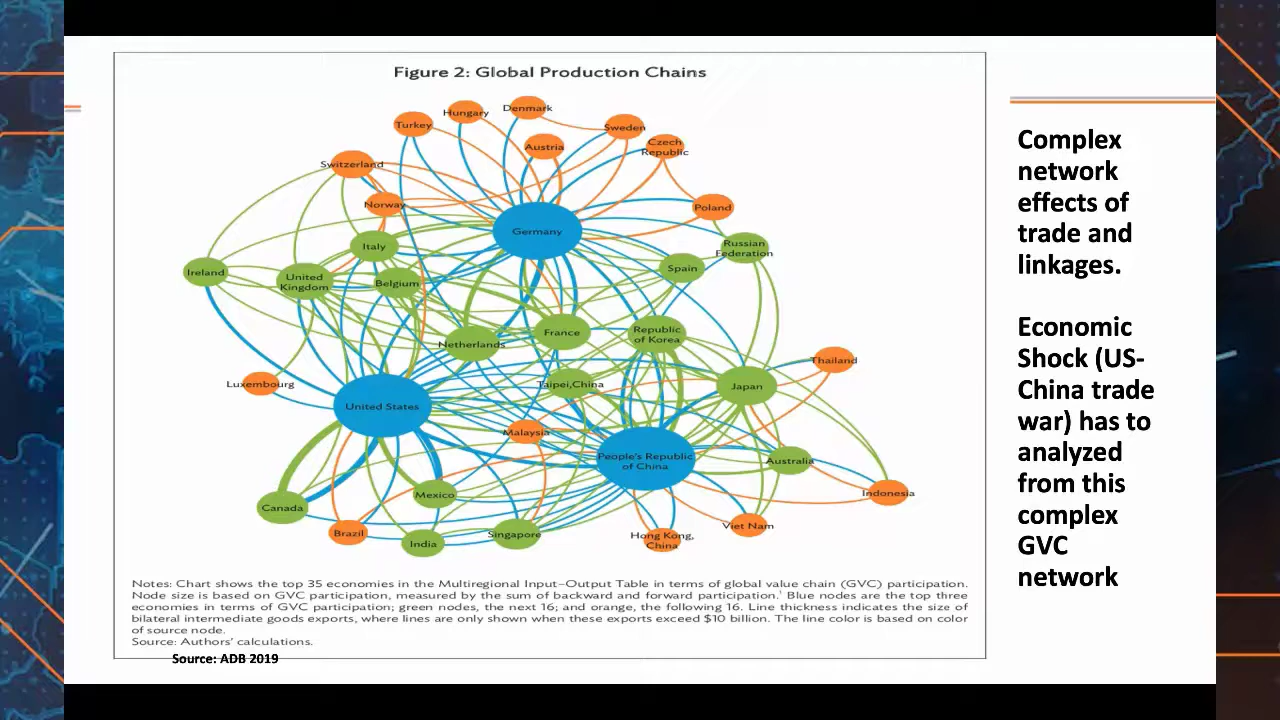 Figure 2: Global Production Chains
Denmark
Hungary
Turkey
Sweden
Austria
Czech
Republic
Switzerland
Norway
Poland
Germany
Italy
Russian
Federation
Ireland
United
Kingdom
Belgium
Spain
France
Republic
of Korea
Netherlands
Thailand
Luxembourg
Taipei,China
Japan
United States
Malaysia
People's Republic
of China
Australia
Mexico
Indonesia
Canada
Brazil
India
Singapore
Hong Kong,
China
Viet Nam
Notes: Chart shows the top 35 economies in the Multiregional Input–Output Table in terms of global value chain (GVC) participation.
Node size is based on GVC participation, measured by the sum of backward and forward participation.¹ Blue nodes are the top three
economies in terms of GVC participation; green nodes, the next 16; and orange, the following 16. Line thickness indicates the size of
bilateral intermediate goods exports, where lines are only shown when these exports exceed $10 billion. The line color is based on color
of source node.
Source: Authors' calculations.
Source: ADB 2019
Complex
network
effects of
trade and
linkages.
Economic
Shock (US-
China trade
war) has to
analyzed
from this
complex
GVC
network